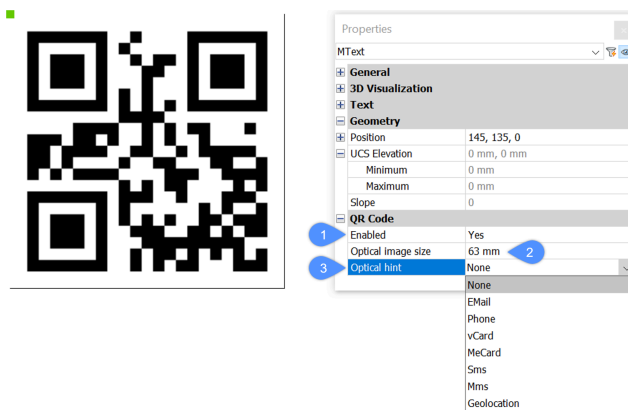 Properties
MText
General
3D Visualization
Text
Geometry
Position 145, 135, 0
UCS Elevation 0 mm, 0 mm
Minimum 0 mm
Maximum 0 mm
Slope 0
QR Code
1 Enabled Yes
Optical image size 63 mm 2
3 Optical hint None
None
EMail
Phone
vCard
MeCard
Sms
Mms
Geolocation